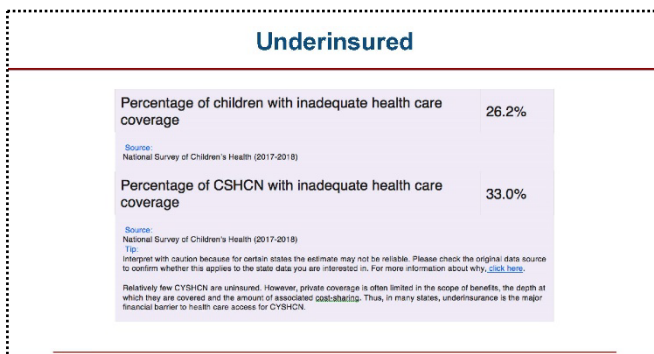 Underinsured
Percentage of children with inadequate health care
coverage
26.2%
Source:
National Survey of Children's Health (2017-2018)
Percentage of CSHCN with inadequate health care
coverage
33.0%
Source:
National Survey of Children's Health (2017-2018)
Tip:
Interpret with caution because for certain states the estimate may not be reliable. Please check the original data source
to confirm whether this applies to the state data you are interested in. For more information about why, click here.
Relatively few CYSHCN are uninsured. However, private coverage is often limited in the scope of benefits, the depth at
which they are covered and the amount of associated cost-sharing. Thus, in many states, underinsurance is the major
financial barrier to health care access for CYSHCN.